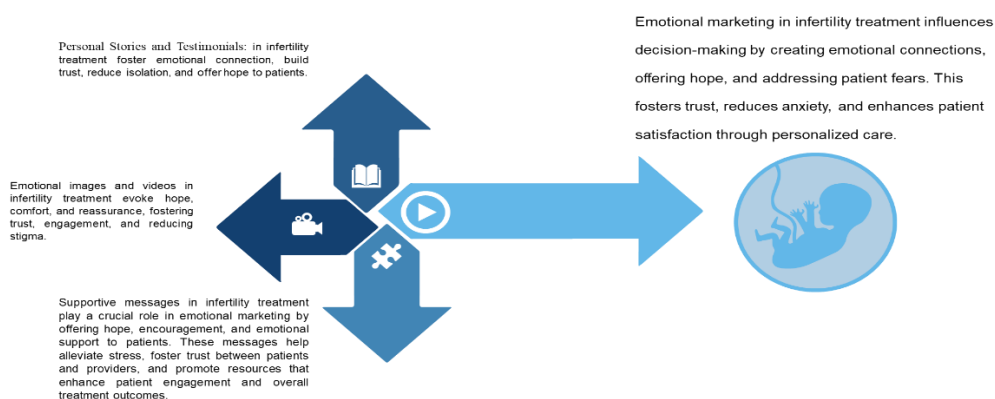 Personal Stories and Testimonials: in infertility
treatment foster emotional connection, build
trust, reduce isolation, and offer hope to patients.
Emotional marketing in infertility treatment influences
decision-making by creating emotional connections,
offering hope, and addressing patient fears. This
fosters trust, reduces anxiety, and enhances patient
satisfaction through personalized care.
Emotional images and videos in
infertility treatment evoke hope,
comfort, and reassurance, fostering
trust, engagement, and reducing
stigma.
Supportive messages in infertility treatment
play a crucial role in emotional marketing by
offering hope, encouragement, and emotional
support to patients. These messages help
alleviate stress, foster trust between patients
and providers, and promote resources that
enhance patient engagement and overall
treatment outcomes.